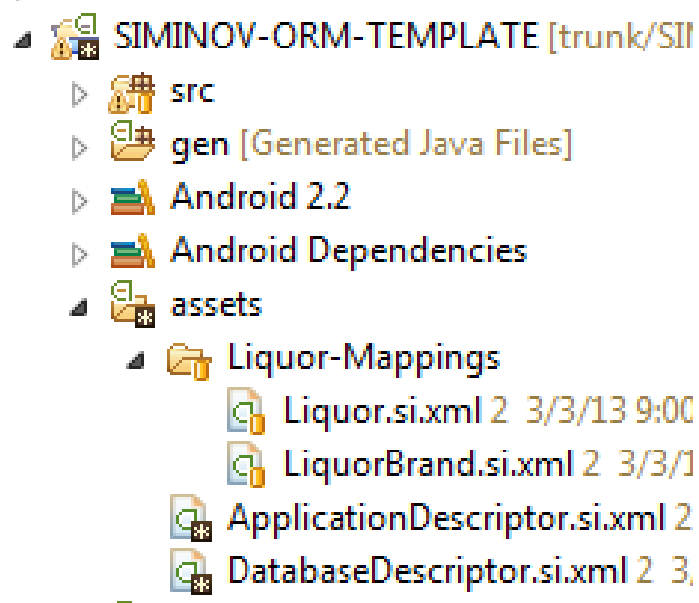 SIMINOV-ORM-TEMPLATE [trunk/SI
src
gen [Generated Java Files]
Android 2.2
Android Dependencies
assets
Liquor-Mappings
Liquor.si.xml 2 3/3/13 9:00
LiquorBrand.si.xml 2 3/3/1
ApplicationDescriptor.si.xml 2
DatabaseDescriptor.si.xml 2 3/